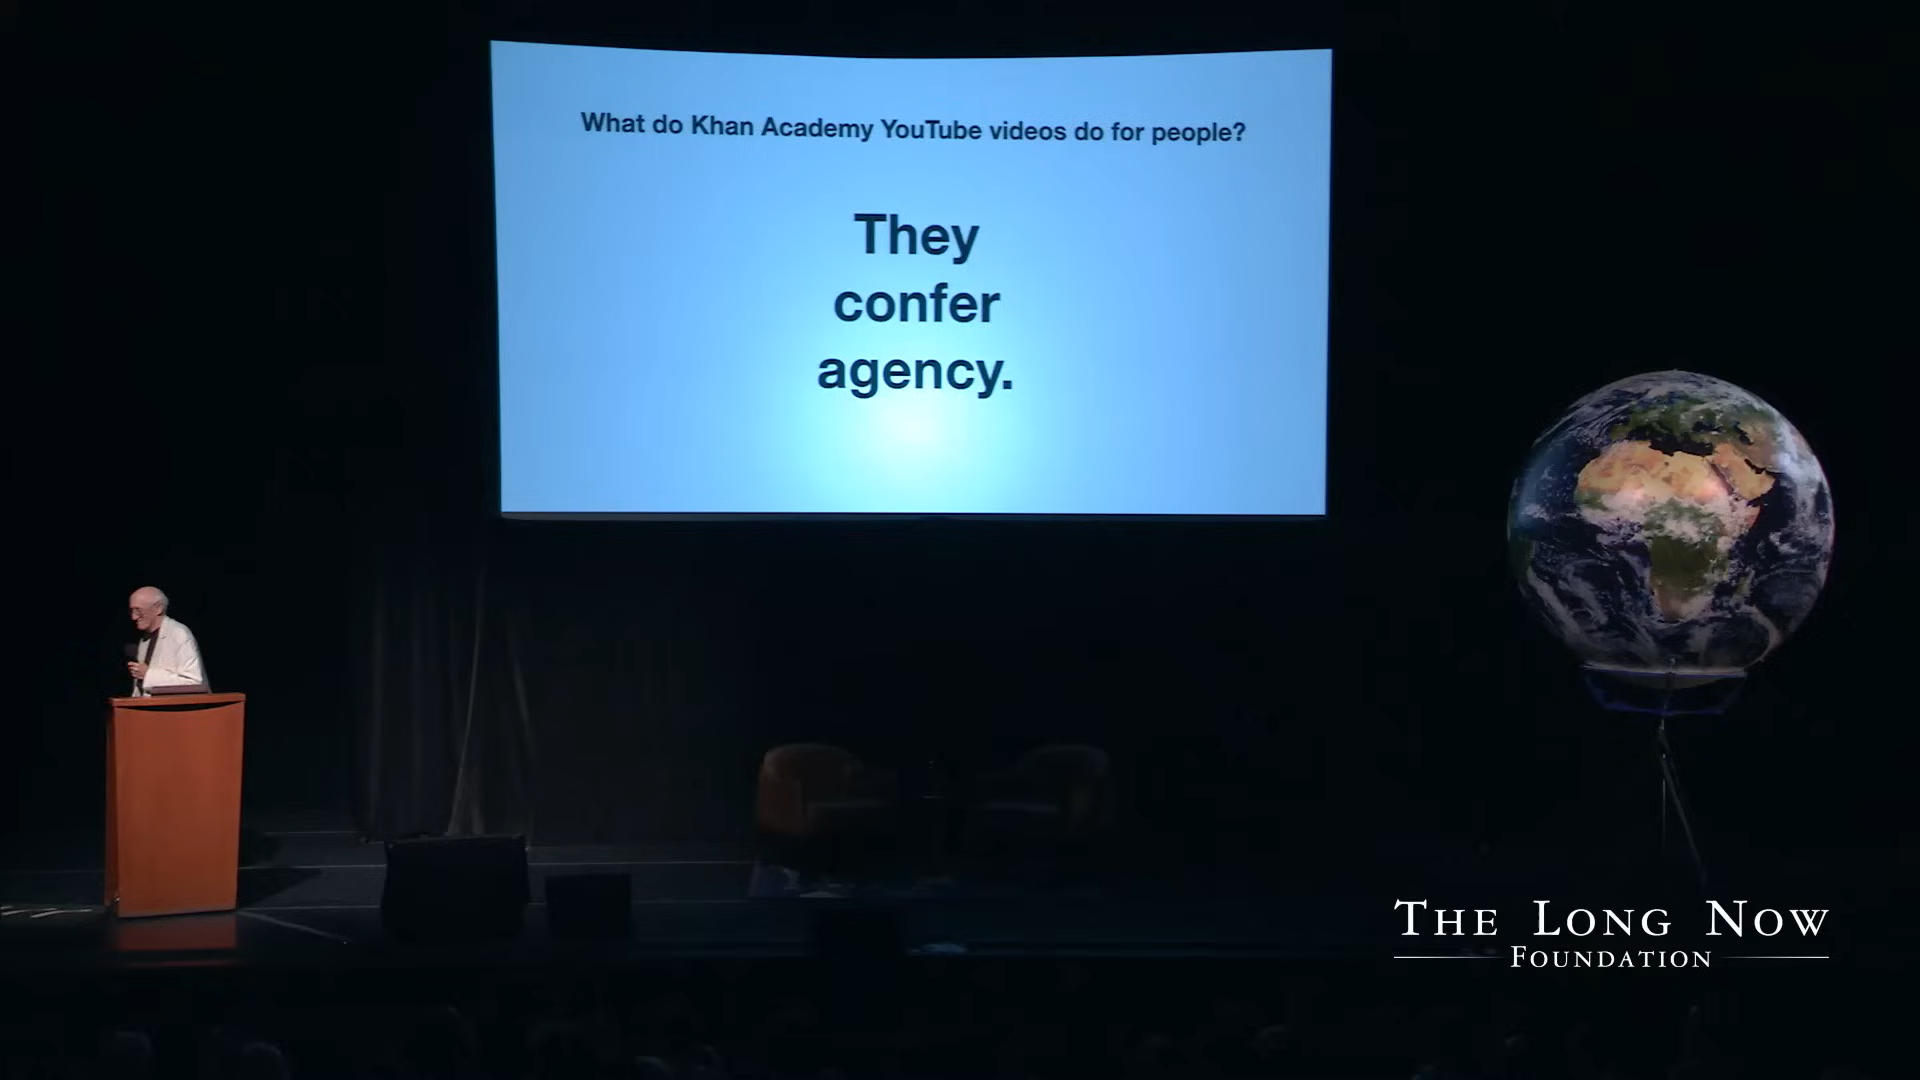 What do Khan Academy YouTube videos do for people?
They
confer
agency.
THE LONG NOW
FOUNDATION